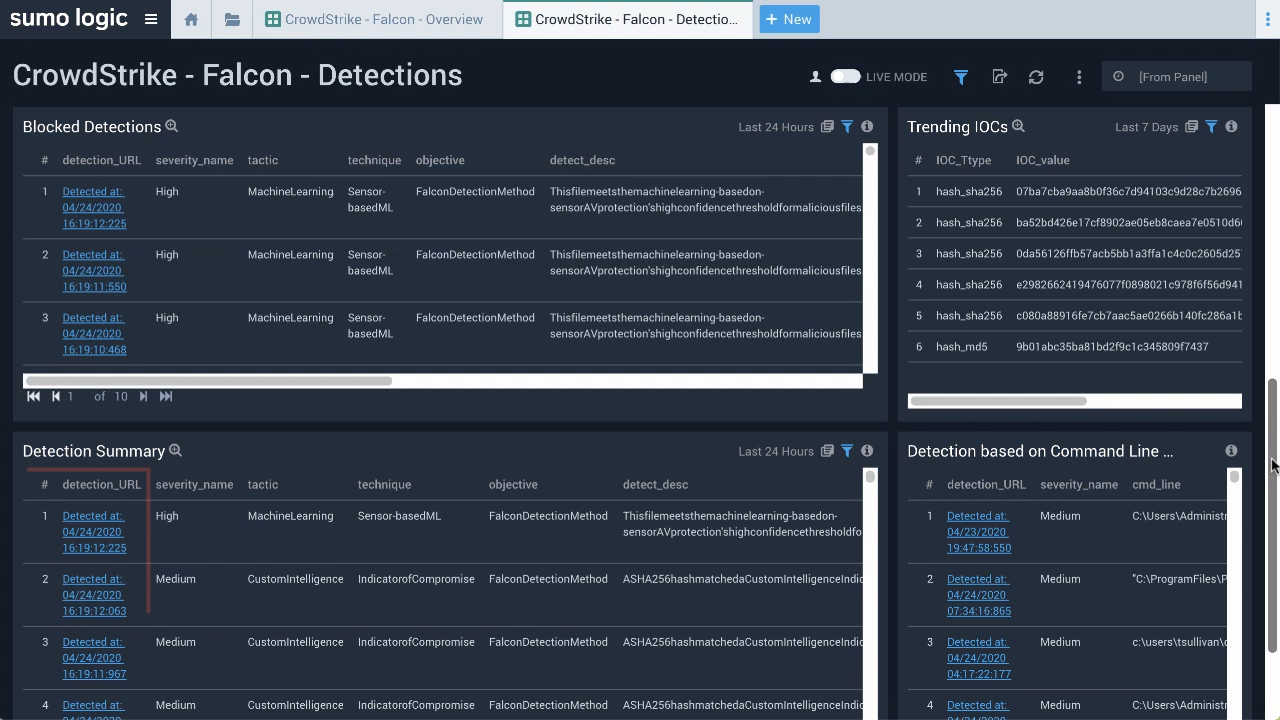 sumo logic
CrowdStrike - Falcon - Overview
CrowdStrike - Falcon - Detectio...
+ New
CrowdStrike - Falcon - Detections
LIVE MODE
[From Panel]
Blocked Detections
Last 24 Hours
# detection_URL severity_name tactic technique objective detect_desc
1 Detected at: High MachineLearning Sensor- FalconDetectionMethod Thisfilemeetsthemachinelearning-basedon-
04/24/2020 basedML sensorAVprotection'shighconfidencethresholdformaliciousfiles.
16:19:12:225
2 Detected at: High MachineLearning Sensor- FalconDetectionMethod Thisfilemeetsthemachinelearning-basedon-
04/24/2020 basedML sensorAVprotection'shighconfidencethresholdformaliciousfiles.
16:19:11:550
3 Detected at: High MachineLearning Sensor- FalconDetectionMethod Thisfilemeetsthemachinelearning-basedon-
04/24/2020 basedML sensorAVprotection'shighconfidencethresholdformaliciousfiles.
16:19:10:468
1 of 10
Trending IOCs
Last 7 Days
# IOC_Ttype IOC_value
1 hash_sha256 07ba7cba9aa8b0f36c7d94103c9d28c7b2696
2 hash_sha256 ba52bd426e17cf8902ae05eb8caea7e0510d6
3 hash_sha256 0da56126ffb57acb5bb1a3ffa1c4c0c2605d25
4 hash_sha256 e2982662419476077f0898021c978f6f56d941
5 hash_sha256 c080a88916fe7cb7aac5ae0266b140fc286a1b
6 hash_md5 9b01abc35ba81bd2f9c1c345809f7437
Detection Summary
Last 24 Hours
# detection_URL severity_name tactic technique objective detect_desc
1 Detected at: High MachineLearning Sensor-basedML FalconDetectionMethod Thisfilemeetsthemachinelearning-basedon-
04/24/2020 sensorAVprotection'shighconfidencethresholdfo
16:19:12:225
2 Detected at: Medium CustomIntelligence IndicatorofCompromise FalconDetectionMethod ASHA256hashmatchedaCustomIntelligenceIndic
04/24/2020
16:19:12:063
3 Detected at: Medium CustomIntelligence IndicatorofCompromise FalconDetectionMethod ASHA256hashmatchedaCustomIntelligenceIndic
04/24/2020
16:19:11:967
4 Detected at: Medium CustomIntelligence IndicatorofCompromise FalconDetectionMethod ASHA256hashmatchedaCustomIntelligenceIndic
Detection based on Command Line ...
# detection_URL severity_name cmd_line
1 Detected at: Medium C:\Users\Administr
04/23/2020
19:47:58:550
2 Detected at: Medium "C:\ProgramFiles\P
04/24/2020
07:34:16:865
3 Detected at: Medium c:\users\tsullivan\
04/24/2020
04:17:22:177
4 Detected at: Medium C:\Users\Administr